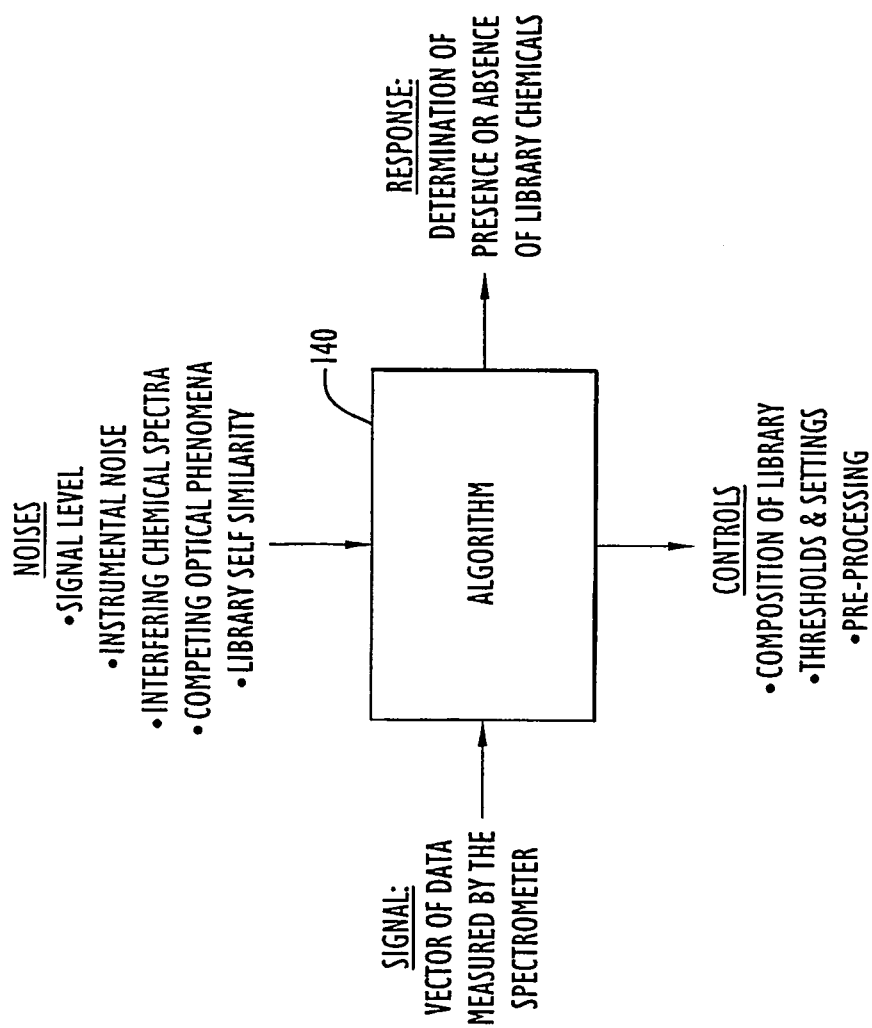 NOISES
•SIGNAL LEVEL
•INSTRUMENTAL NOISE
•INTERFERING CHEMICAL SPECTRA
•COMPETING OPTICAL PHENOMENA
•LIBRARY SELF SIMILARITY
140
SIGNAL:
VECTOR OF DATA
MEASURED BY THE
SPECTROMETER
ALGORITHM
RESPONSE:
DETERMINATION OF
PRESENCE OR ABSENCE
OF LIBRARY CHEMICALS
CONTROLS
•COMPOSITION OF LIBRARY
•THRESHOLDS & SETTINGS
•PRE-PROCESSING